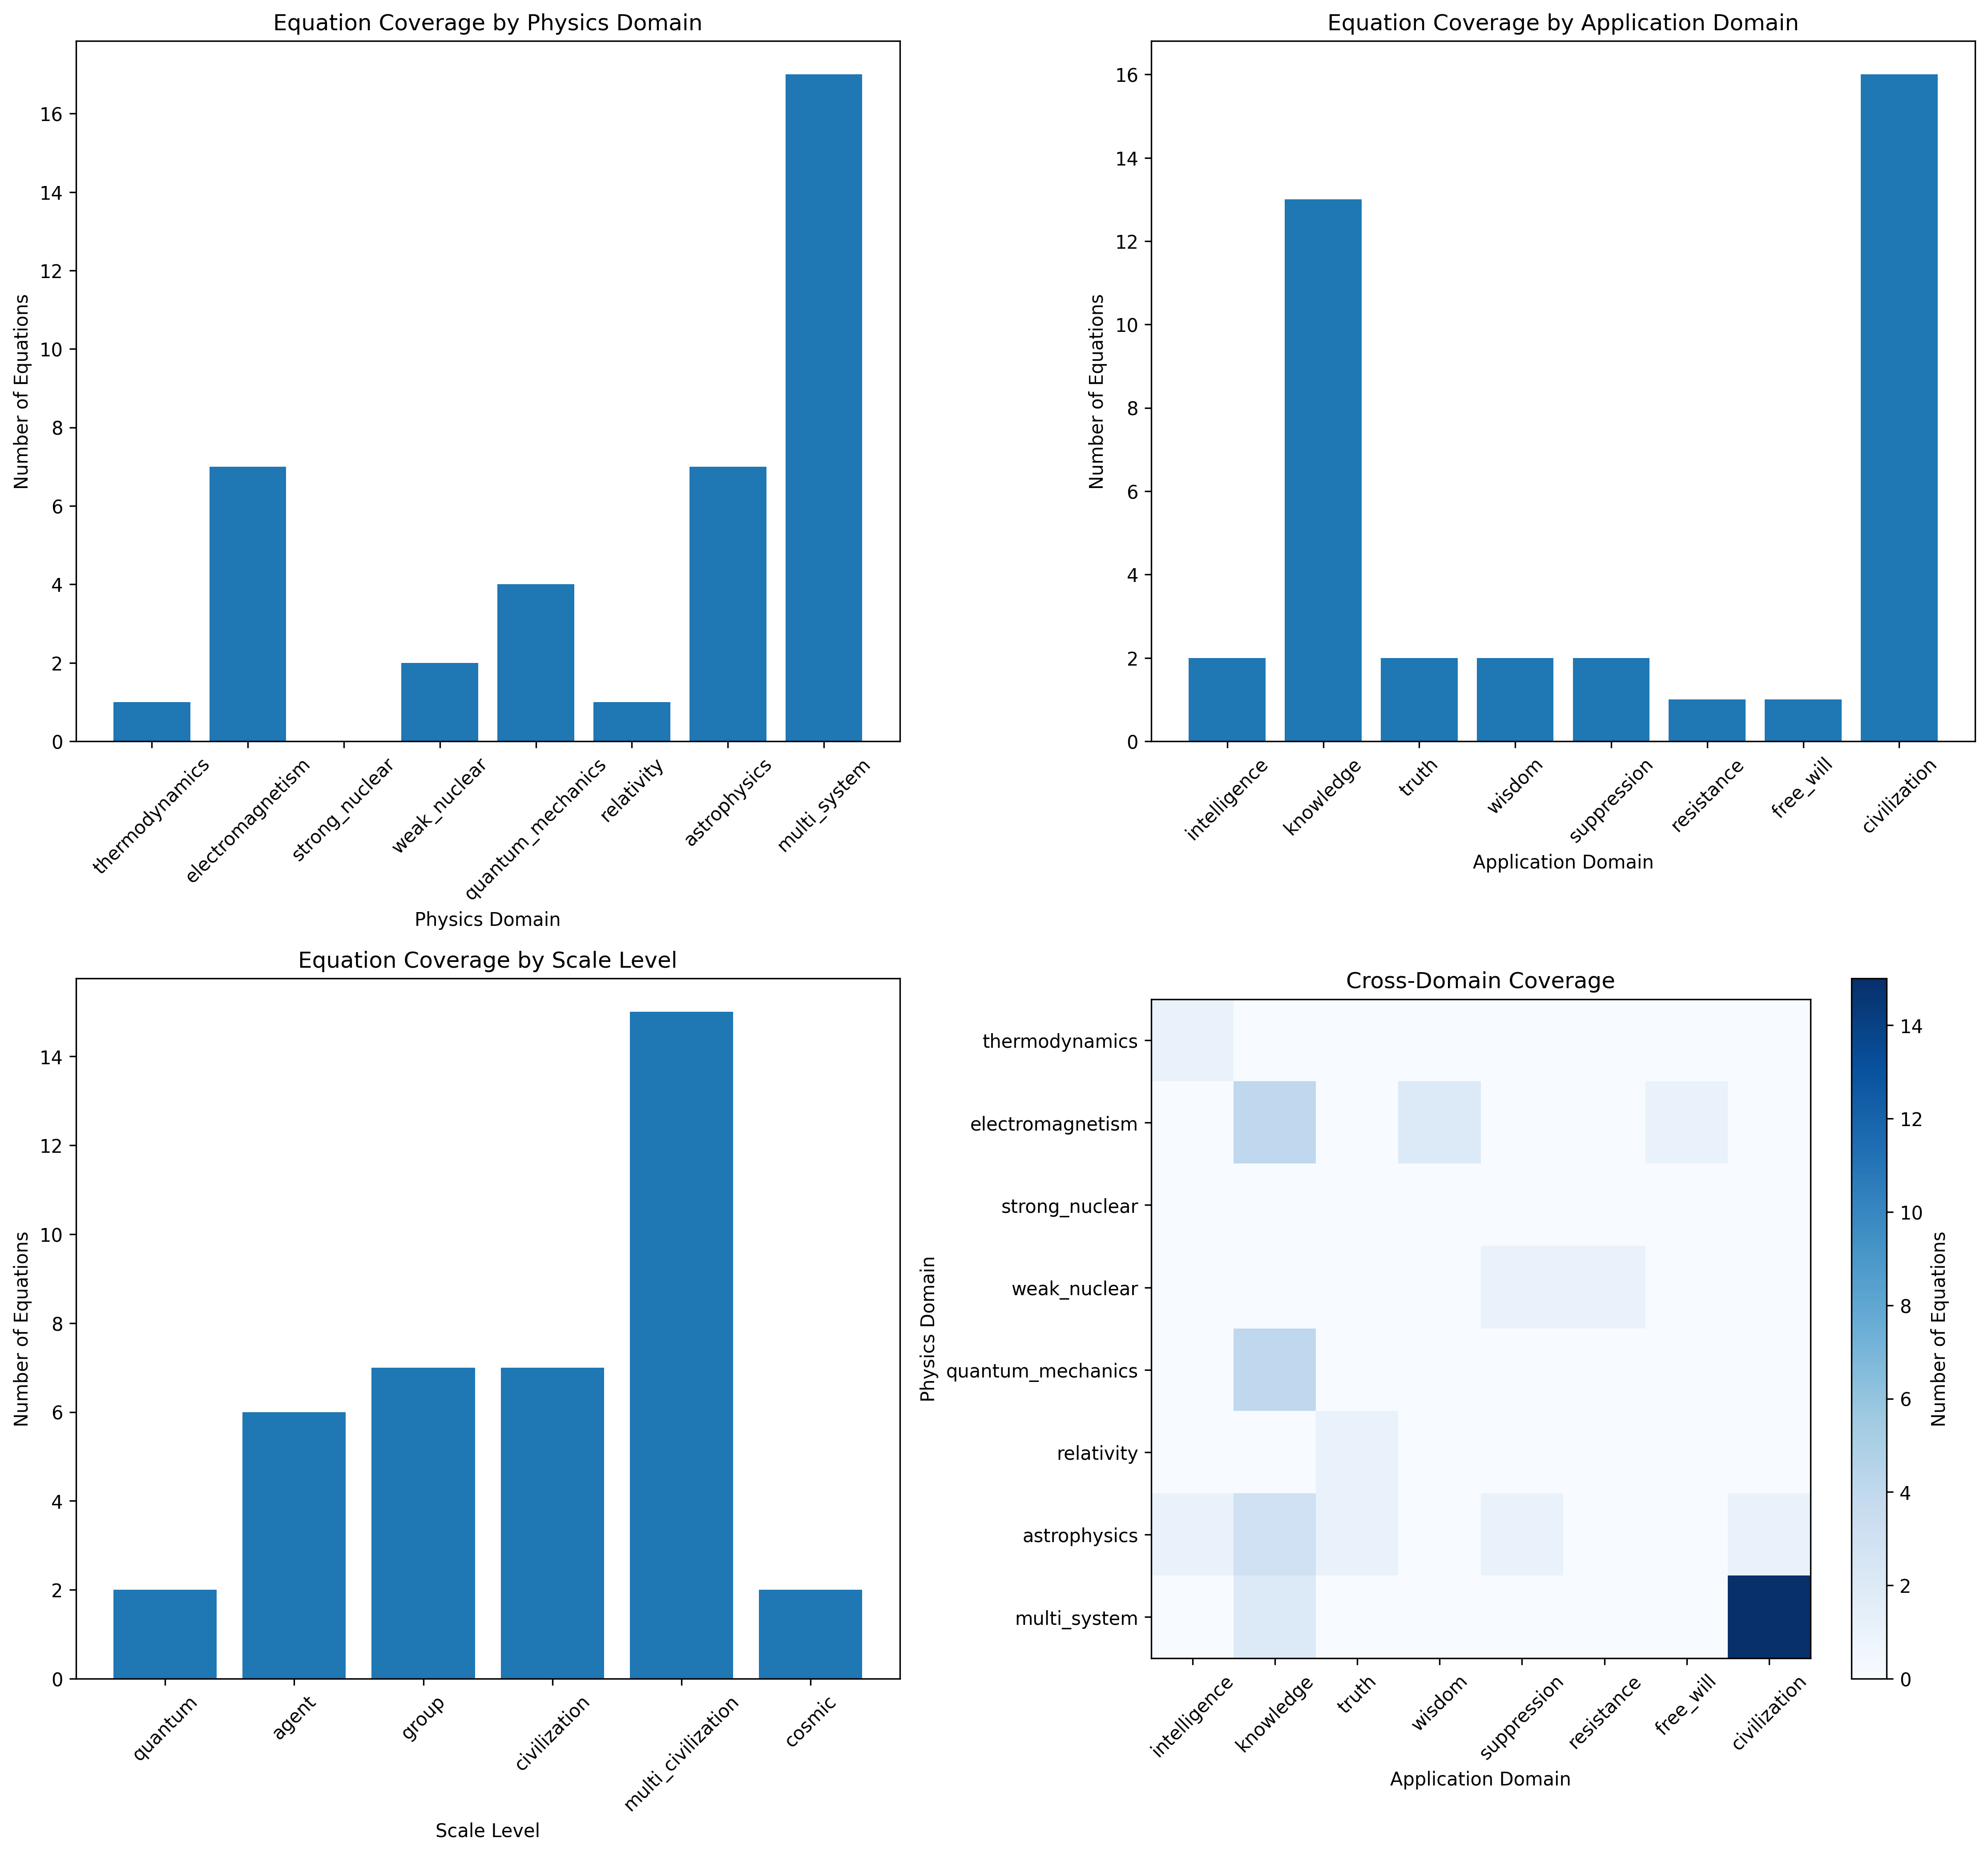 Equation Coverage by Physics Domain
Number of Equations
16
14
12
10
8
6
4
2
0
thermodynamics
electromagnetism
strong_nuclear
weak_nuclear
quantum_mechanics
relativity
astrophysics
multi_system
Physics Domain
Equation Coverage by Application Domain
Number of Equations
16
14
12
10
8
6
4
2
0
intelligence
knowledge
truth
wisdom
suppression
resistance
free_will
civilization
Application Domain
Equation Coverage by Scale Level
Number of Equations
14
12
10
8
6
4
2
0
quantum
agent
group
civilization
multi_civilization
cosmic
Scale Level
Cross-Domain Coverage
Physics Domain
thermodynamics
electromagnetism
strong_nuclear
weak_nuclear
quantum_mechanics
relativity
astrophysics
multi_system
intelligence
knowledge
truth
wisdom
suppression
resistance
free_will
civilization
Application Domain
14
12
10
8
6
4
2
0
Number of Equations